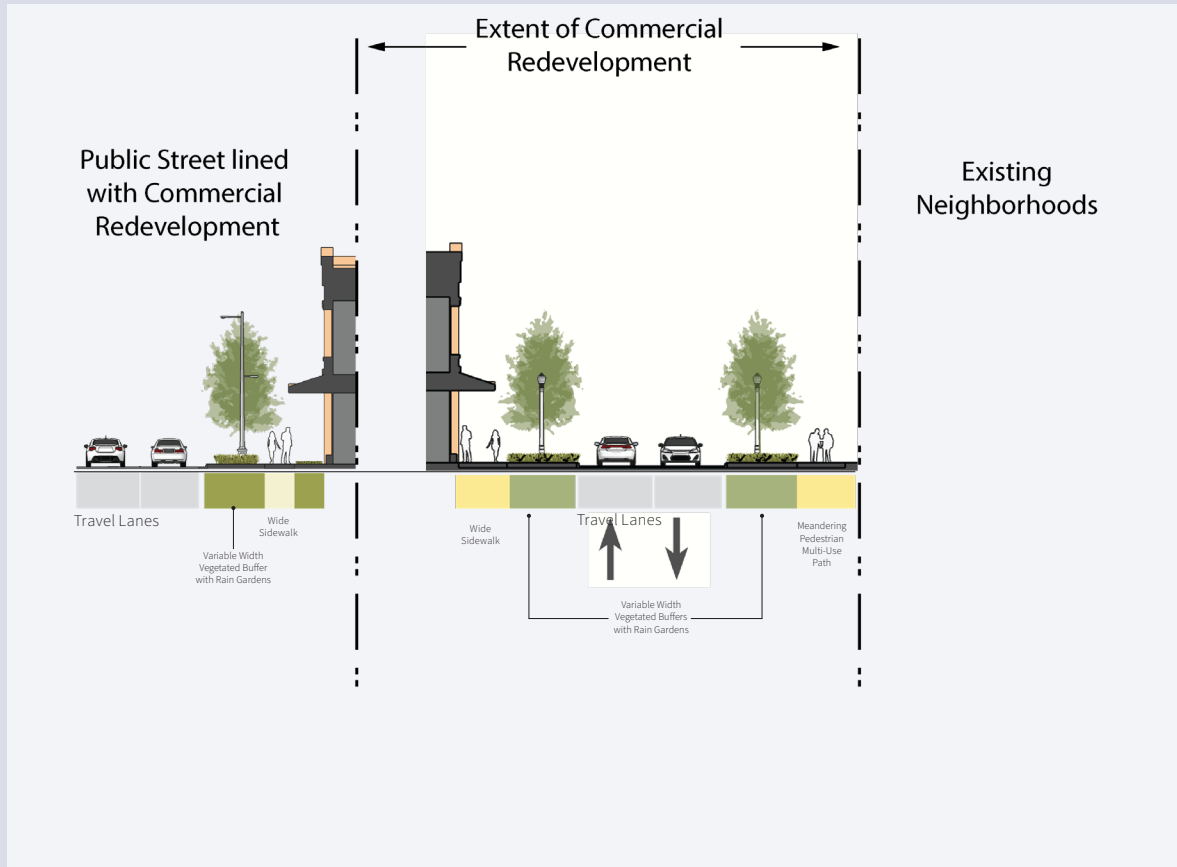 Extent of Commercial
Redevelopment
Public Street lined
with Commercial
Redevelopment
Existing
Neighborhoods
Travel Lanes
Wide
Sidewalk
Variable Width
Vegetated Buffer
with Rain Gardens
Wide
Sidewalk
Travel Lanes
Meandering
Pedestrian
Multi-Use
Path
Variable Width
Vegetated Buffers
with Rain Gardens